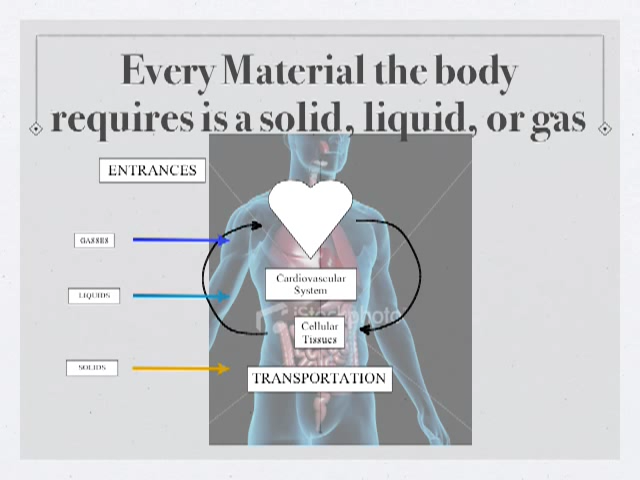 Every Material the body
requires is a solid, liquid, or gas
ENTRANCES
GASSES
Cardiovascular
System
LIQUIDS
iStockphoto
Cellular
Tissues
SOLIDS
TRANSPORTATION